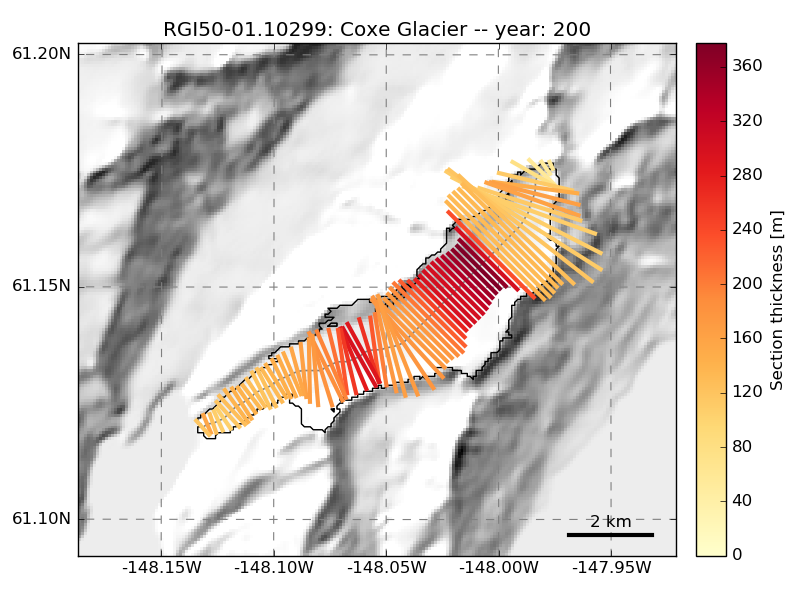 RGI50-01.10299: Coxe Glacier -- year: 200
61.20N
61.15N
61.10N
-148.15W
-148.10W
-148.05W
-148.00W
-147.95W
2 km
360
320
280
240
200
160
120
80
40
0
Section thickness [m]